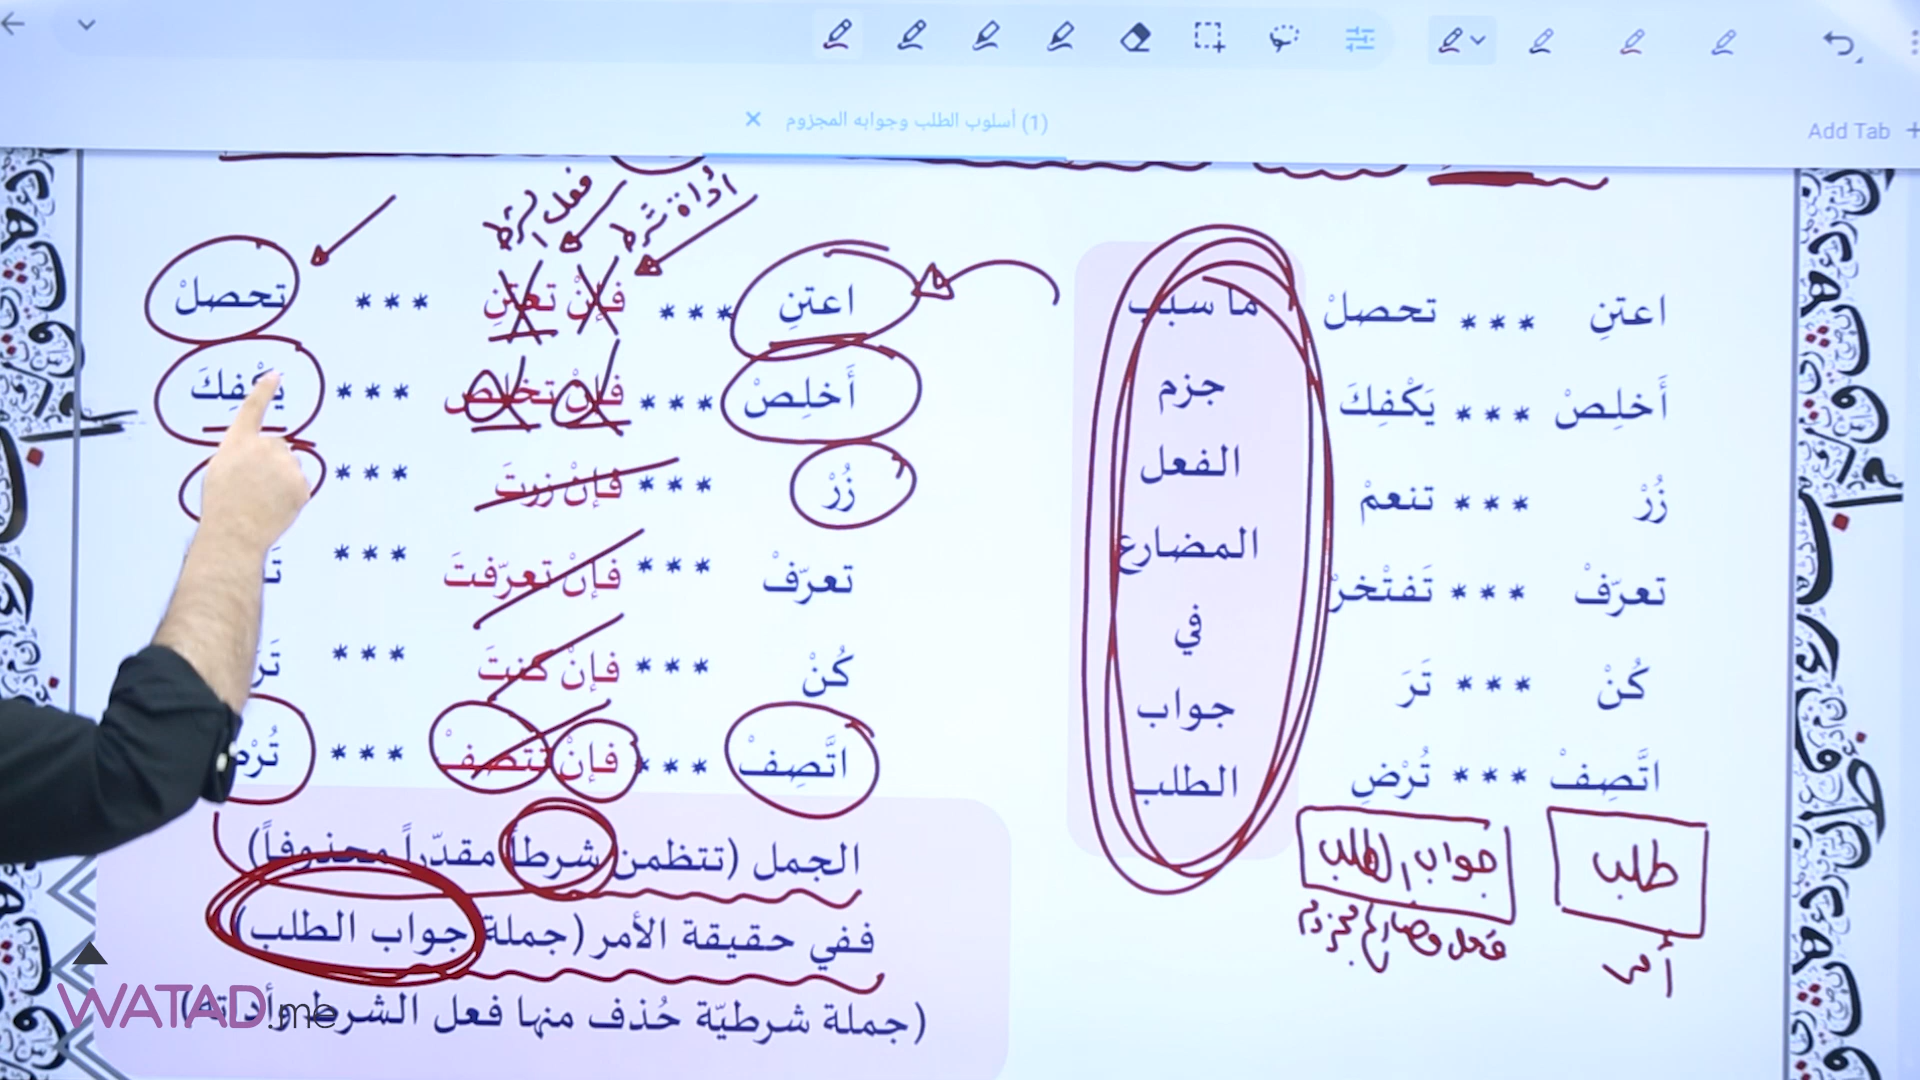 (1) أسلوب الطلب وجوابه المجزوم
Add Tab
أداة شرط
فعل شرط
اعتنِ *** تحصلْ
أَخلِصْ *** يَكْفِكَ
زُرْ *** تنعمْ
تعرّفْ *** تَفتْخرْ
كُنْ *** تَرَ
اتَّصِفْ *** تُرْضِ
طلب
جواب الطلب
أمر
فعل مضارع مجزوم
ما سبب
جزم
الفعل
المضارع
في
جواب
الطلب
اعتنِ *** فإنْ تعتنِ *** تحصلْ
أَخلِصْ *** فإنْ تخلص *** يَكْفِكَ
زُرْ *** فإنْ زرتَ ***
تعرّفْ *** فإنْ تعرّفتَ ***
كُنْ *** فإنْ كنتَ ***
اتَّصِفْ *** فإنْ تتصفْ ***
الجمل (تتظمن شرطاً مقدّراً محذوفاً)
ففي حقيقة الأمر (جملة جواب الطلب)
(جملة شرطيّة حُذف منها فعل الشرط وأداته)
WATAD.me